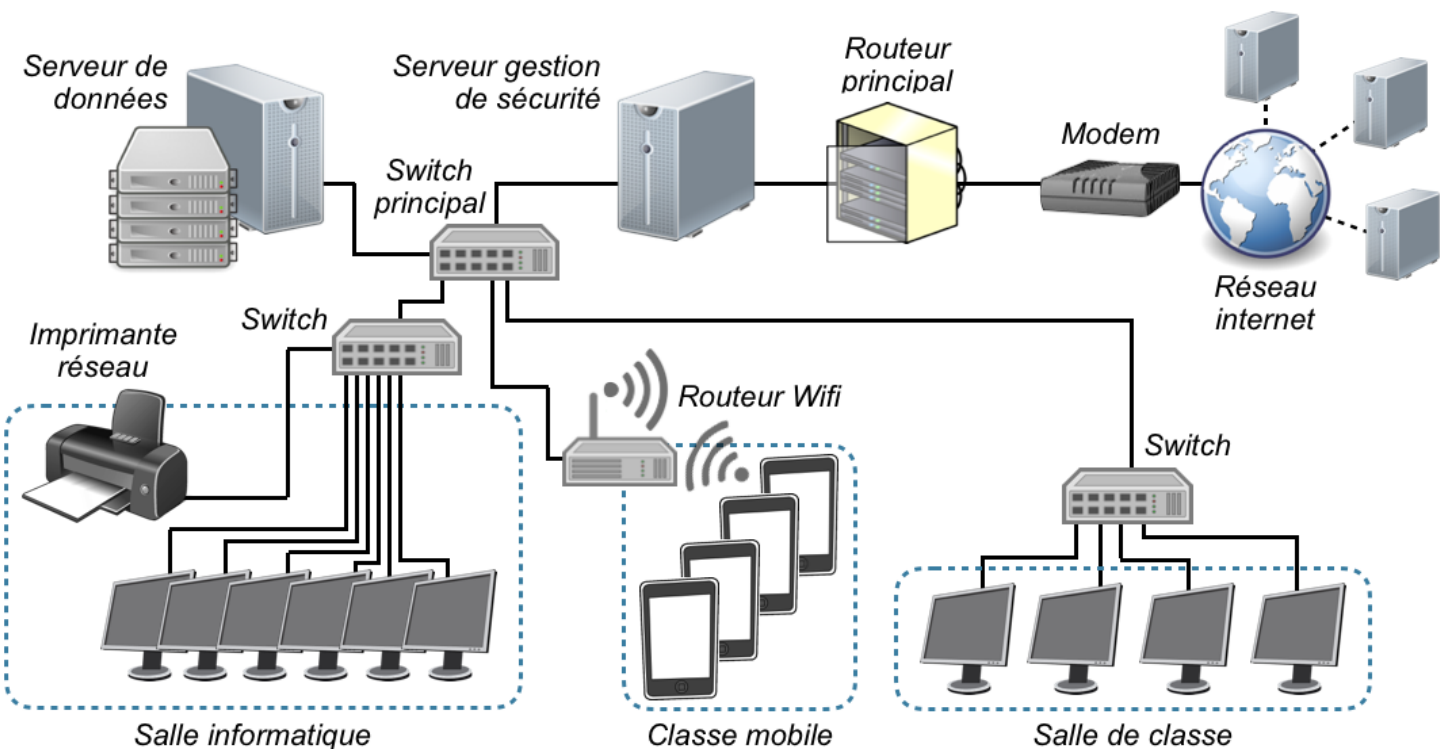 Serveur de
données
Serveur gestion
de sécurité
Routeur
principal
Modem
Switch
principal
Réseau
internet
Imprimante
réseau
Switch
Routeur Wifi
Switch
Salle informatique
Classe mobile
Salle de classe